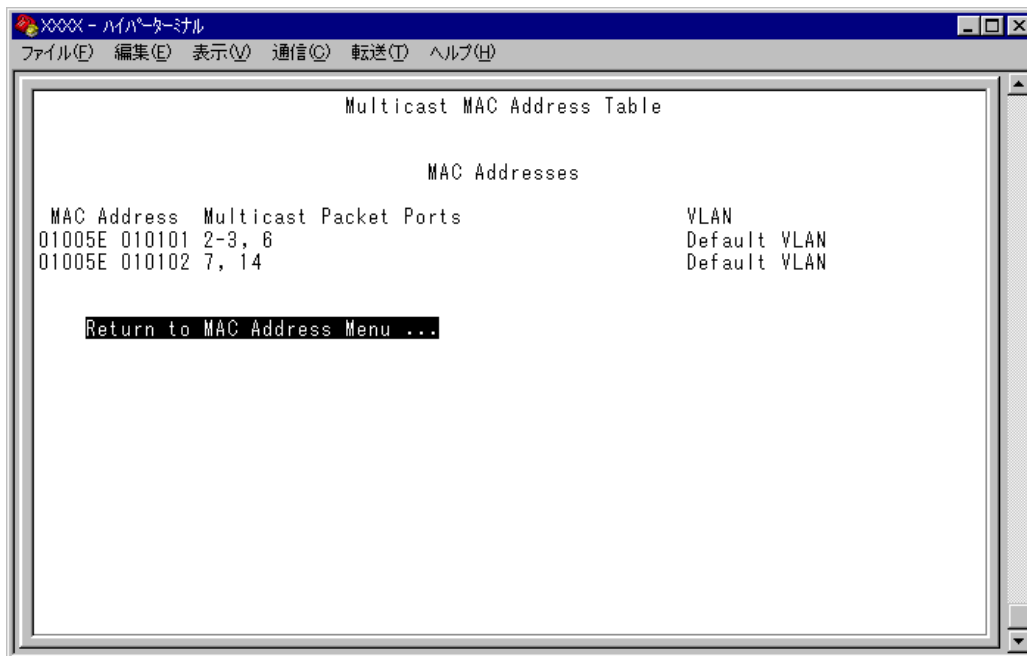 XXXX - ﾊｲﾊﾟｰﾀｰﾐﾅﾙ
ファイル(F) 編集(E) 表示(V) 通信(C) 転送(T) ヘルプ(H)
Multicast MAC Address Table
MAC Addresses
MAC Address Multicast Packet Ports VLAN
01005E 010101 2-3, 6 Default VLAN
01005E 010102 7, 14 Default VLAN
Return to MAC Address Menu ...